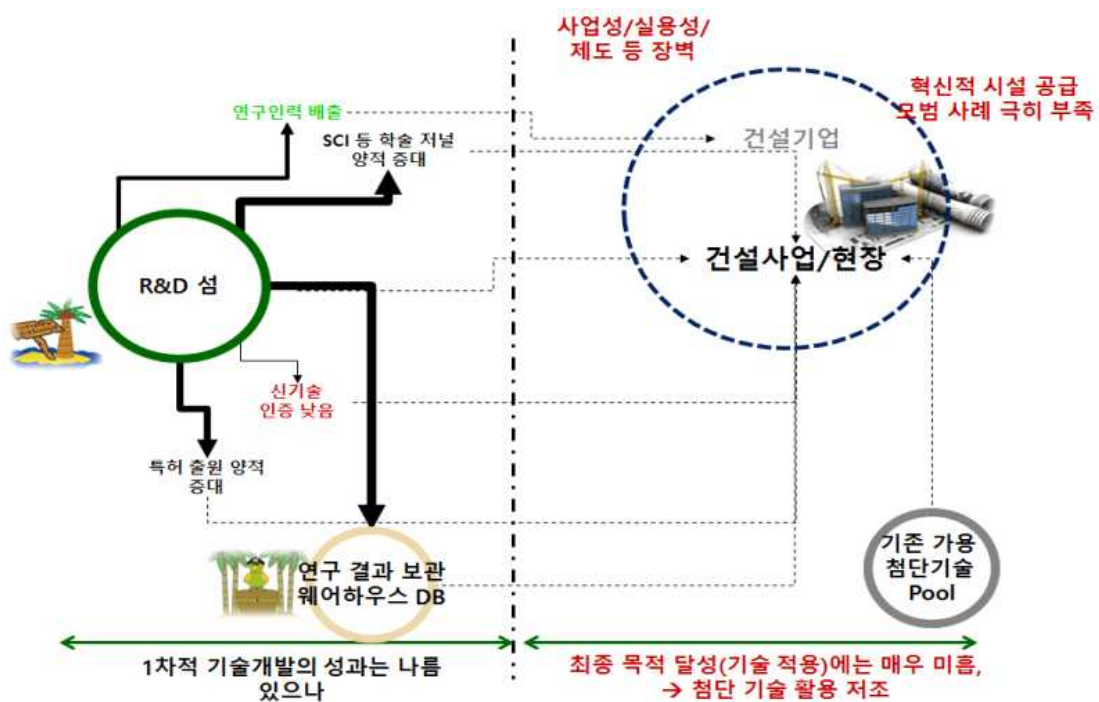 사업성/실용성/
제도 등 장벽
혁신적 시설 공급
모범 사례 극히 부족
연구인력 배출
SCI 등 학술 저널
양적 증대
건설기업
R&D 섬
건설사업/현장
신기술
인증 낮음
특허 출원 양적
증대
연구 결과 보관
웨어하우스 DB
기존 가용
첨단기술
Pool
1차적 기술개발의 성과는 나름
있으나
최종 목적 달성(기술 적용)에는 매우 미흡,
→ 첨단 기술 활용 저조